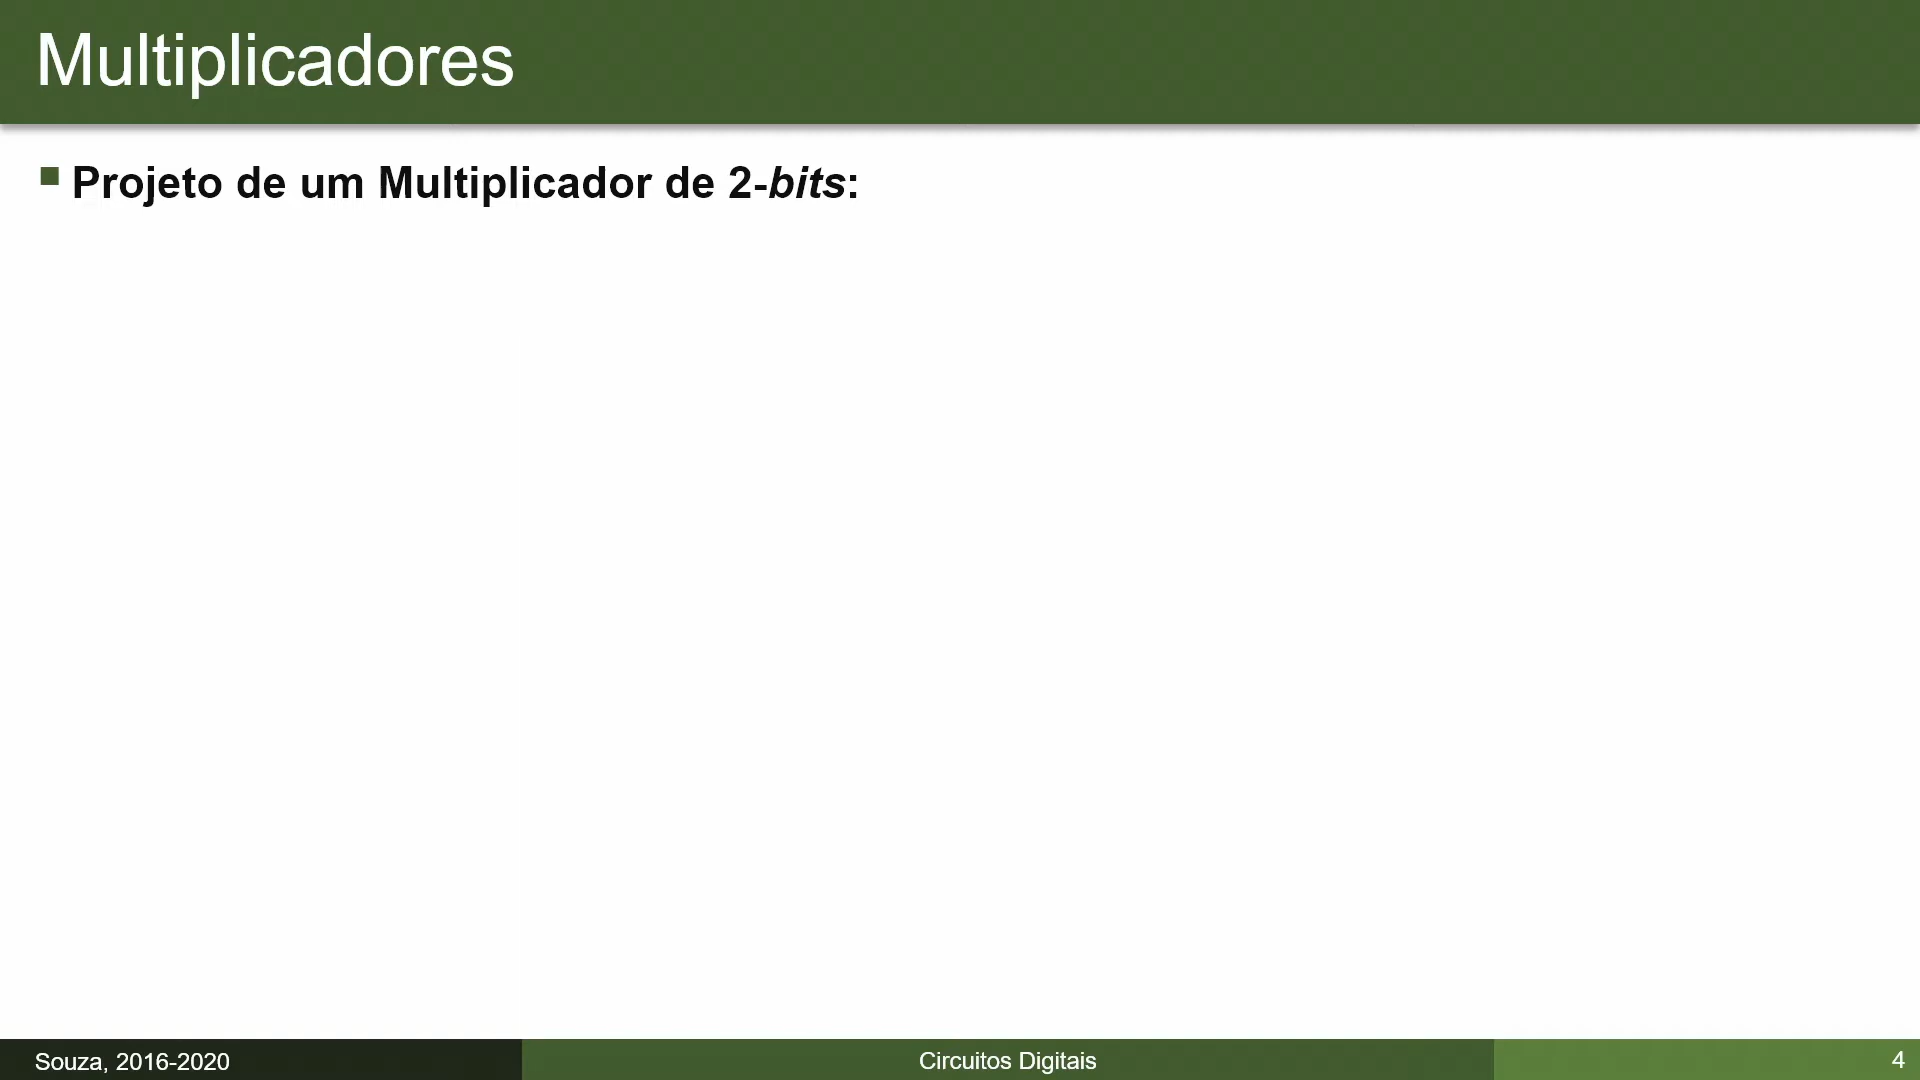 Multiplicadores
Projeto de um Multiplicador de 2-bits:
Souza, 2016-2020
Circuitos Digitais
4